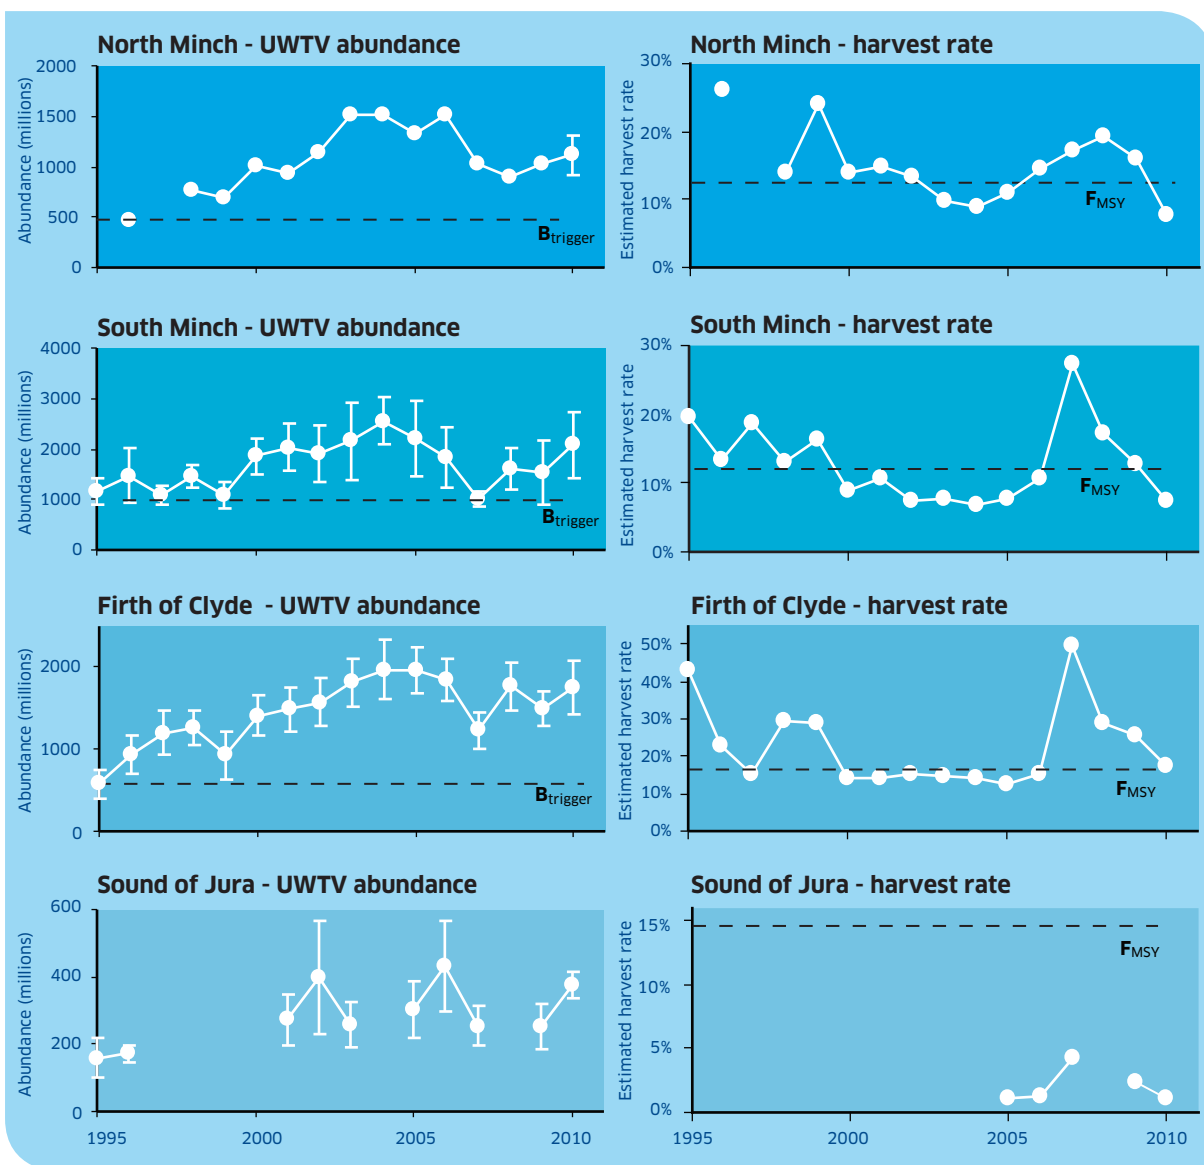 North Minch - UWTV abundance
Abundance (millions)
2000
1500
1000
500
0
Btrigger
North Minch - harvest rate
Estimated harvest rate
30%
20%
10%
0%
FMSY
South Minch - UWTV abundance
Abundance (millions)
4000
3000
2000
1000
0
Btrigger
South Minch - harvest rate
Estimated harvest rate
30%
20%
10%
0%
FMSY
Firth of Clyde - UWTV abundance
Abundance (millions)
2000
1000
0
Btrigger
Firth of Clyde - harvest rate
Estimated harvest rate
50%
40%
30%
20%
10%
0%
FMSY
Sound of Jura - UWTV abundance
Abundance (millions)
600
400
200
0
1995 2000 2005 2010
Sound of Jura - harvest rate
Estimated harvest rate
15%
10%
5%
0%
FMSY
1995 2000 2005 2010